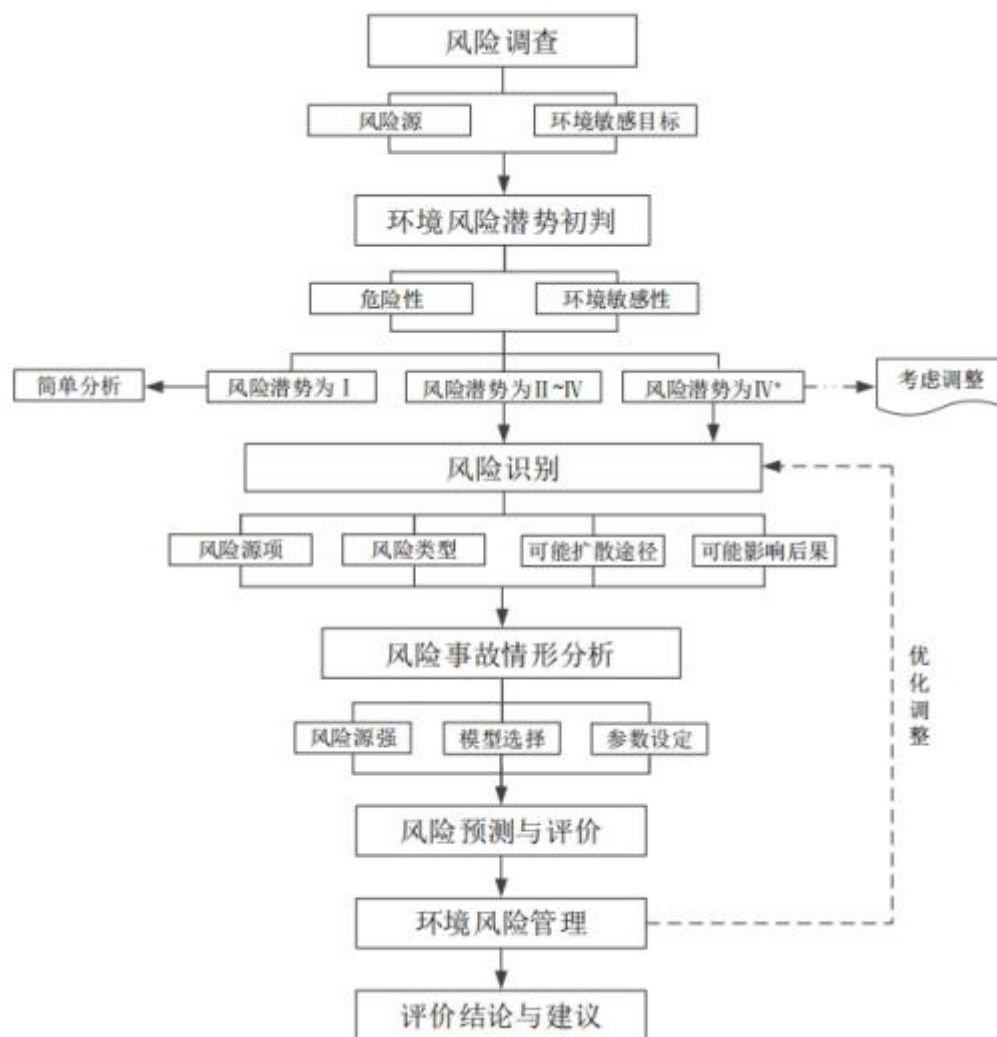 风险调查
风险源
环境敏感目标
环境风险潜势初判
危险性
环境敏感性
简单分析
风险潜势为Ⅰ
风险潜势为Ⅱ~Ⅳ
风险潜势为Ⅳ+
考虑调整
风险识别
风险源项
风险类型
可能扩散途径
可能影响后果
风险事故情形分析
优化调整
风险源强
模型选择
参数设定
风险预测与评价
环境风险管理
评价结论与建议